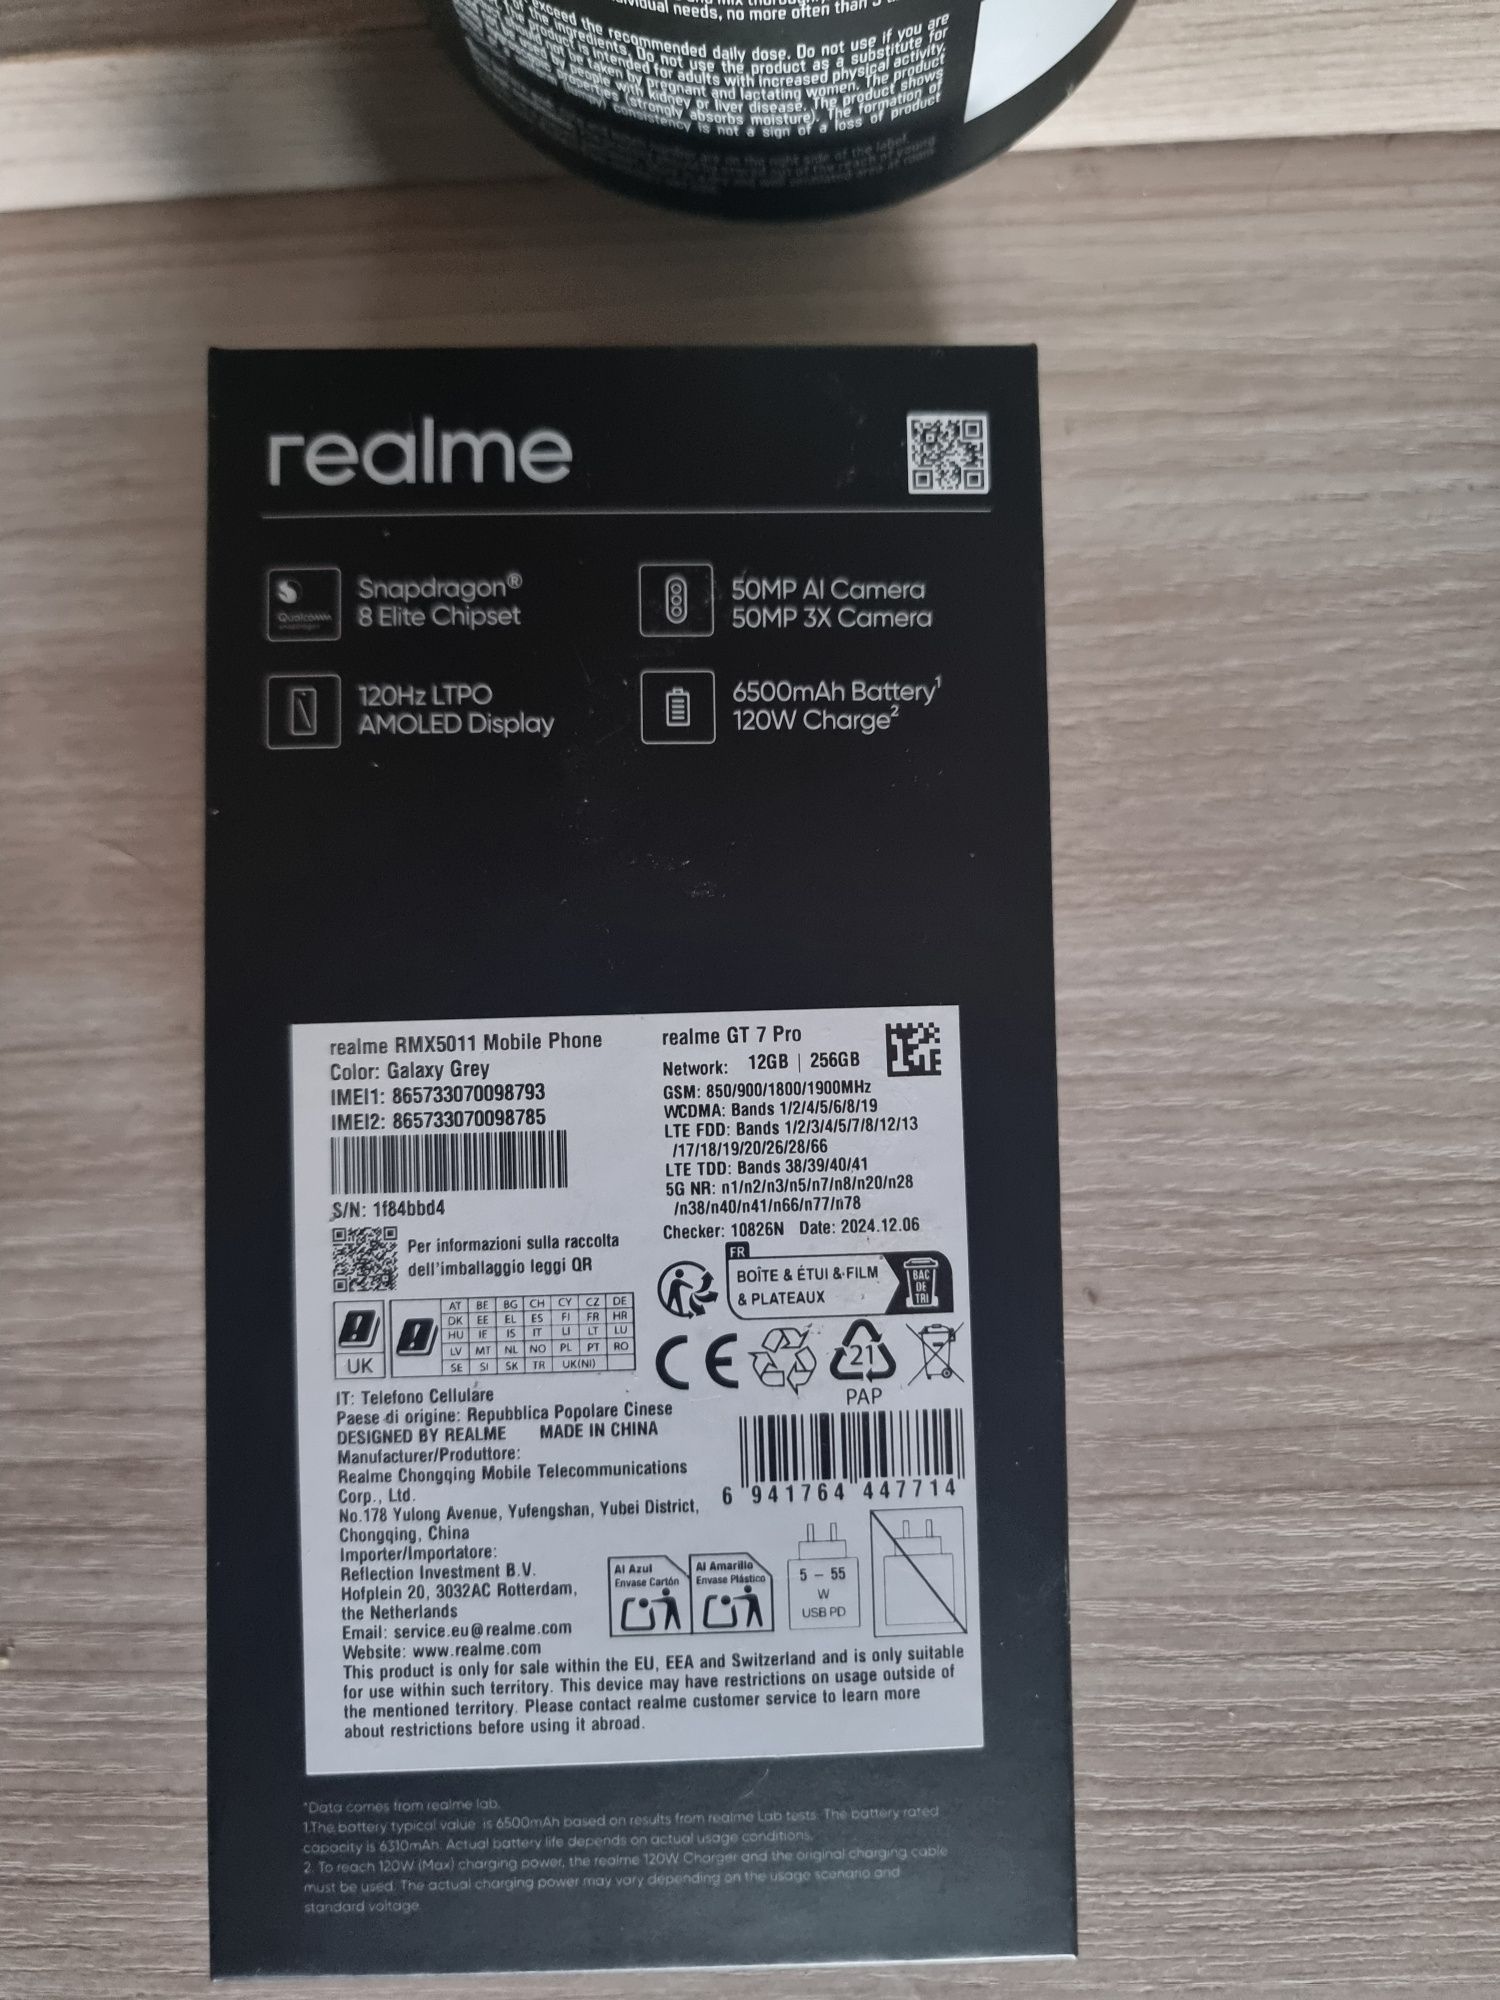 needs, no more often than
exceed the recommended daily dose. Do not use if you are
the ingredients. Do not use the product as a substitute for
product is intended for adults with increased physical activity.
not be taken by pregnant and lactating women. The product
by people with kidney or liver disease. The product shows
properties (strongly absorbs moisture). The formation of
consistency is not a sign of a loss of product
realme
Snapdragon®
8 Elite Chipset
Qualcomm
50MP AI Camera
50MP 3X Camera
120Hz LTPO
AMOLED Display
6500mAh Battery¹
120W Charge²
realme RMX5011 Mobile Phone
Color: Galaxy Grey
IMEI1: 865733070098793
IMEI2: 865733070098785
S/N: 1f84bbd4
Per informazioni sulla raccolta
dell'imballaggio leggi QR
realme GT 7 Pro
Network: 12GB | 256GB
GSM: 850/900/1800/1900MHz
WCDMA: Bands 1/2/4/5/6/8/19
LTE FDD: Bands 1/2/3/4/5/7/8/12/13
/17/18/19/20/26/28/66
LTE TDD: Bands 38/39/40/41
5G NR: n1/n2/n3/n5/n7/n8/n20/n28
/n38/n40/n41/n66/n77/n78
Checker: 10826N Date: 2024.12.06
FR
BOÎTE & ÉTUI & FILM
& PLATEAUX
BAC
DE
TRI
UK
AT BE BG CH CY CZ DE
DK EE EL ES FI FR HR
HU IE IS IT LI LT LU
LV MT NL NO PL PT RO
SE SI SK TR UK(NI)
CE
21
PAP
IT: Telefono Cellulare
Paese di origine: Repubblica Popolare Cinese
DESIGNED BY REALME MADE IN CHINA
Manufacturer/Produttore:
Realme Chongqing Mobile Telecommunications
Corp., Ltd.
No.178 Yulong Avenue, Yufengshan, Yubei District,
Chongqing, China
Importer/Importatore:
Reflection Investment B.V.
Hofplein 20, 3032AC Rotterdam,
the Netherlands
Email: service.eu@realme.com
Website: www.realme.com
6 941764 447714
Al Azul
Envase Cartón
Al Amarillo
Envase Plástico
5 – 55
W
USB PD
This product is only for sale within the EU, EEA and Switzerland and is only suitable
for use within such territory. This device may have restrictions on usage outside of
the mentioned territory. Please contact realme customer service to learn more
about restrictions before using it abroad.
*Data comes from realme lab.
1.The battery typical value is 6500mAh based on results from realme Lab tests. The battery rated
capacity is 6310mAh. Actual battery life depends on actual usage conditions.
2. To reach 120W (Max) charging power, the realme 120W Charger and the original charging cable
must be used. The actual charging power may vary depending on the usage scenario and
standard voltage.